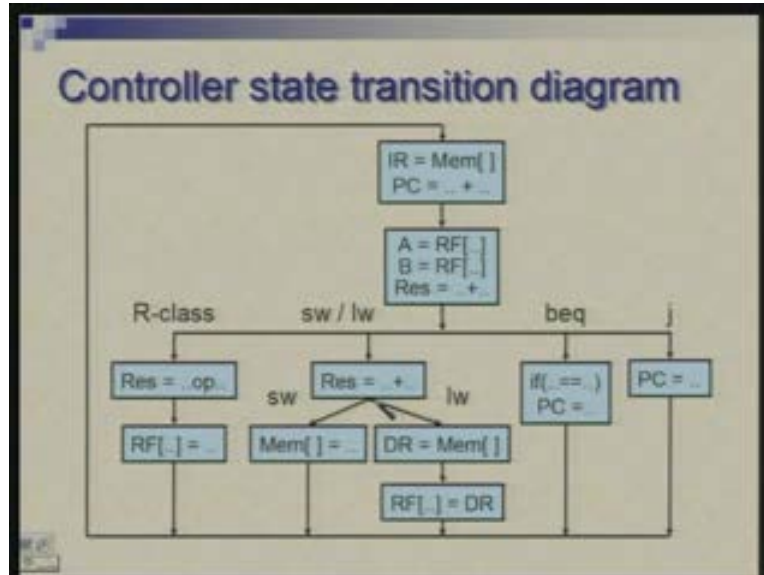 Controller state transition diagram
IR = Mem[ ]
PC = .. + ..
A = RF[..]
B = RF[..]
Res = ..+..
R-class
sw / lw
beq
j
Res = ..op..
Res = ..+..
if(..==..)
PC = ..
PC = ..
sw
lw
RF[..] = ..
Mem[ ] = ..
DR = Mem[ ]
RF[..] = DR